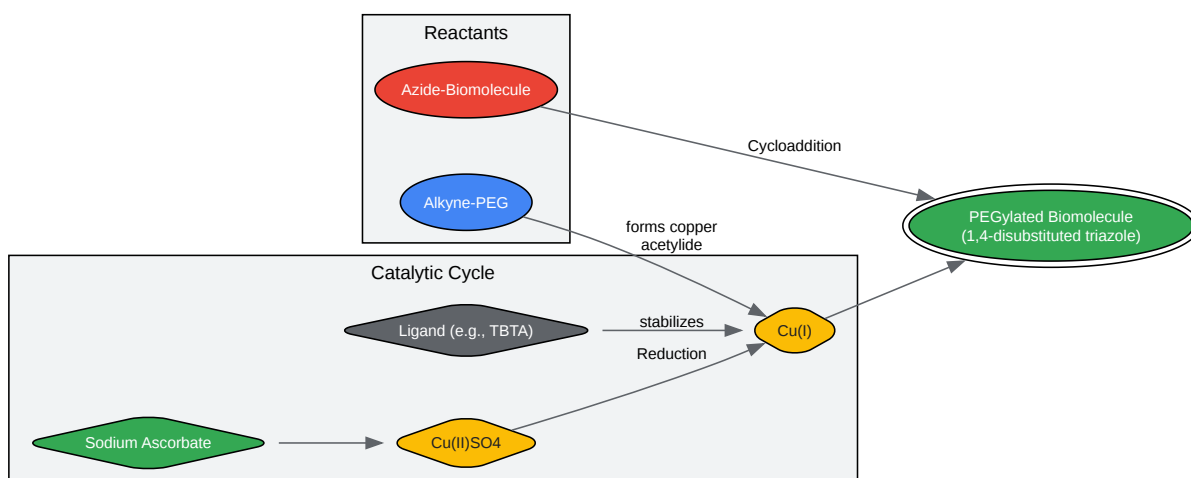 Reactants
Azide-Biomolecule
Cycloaddition
Alkyne-PEG
PEGylated Biomolecule
(1,4-disubstituted triazole)
forms copper
acetylide
Catalytic Cycle
Ligand (e.g., TBTA)
stabilizes
Cu(I)
Reduction
Sodium Ascorbate
Cu(II)SO4